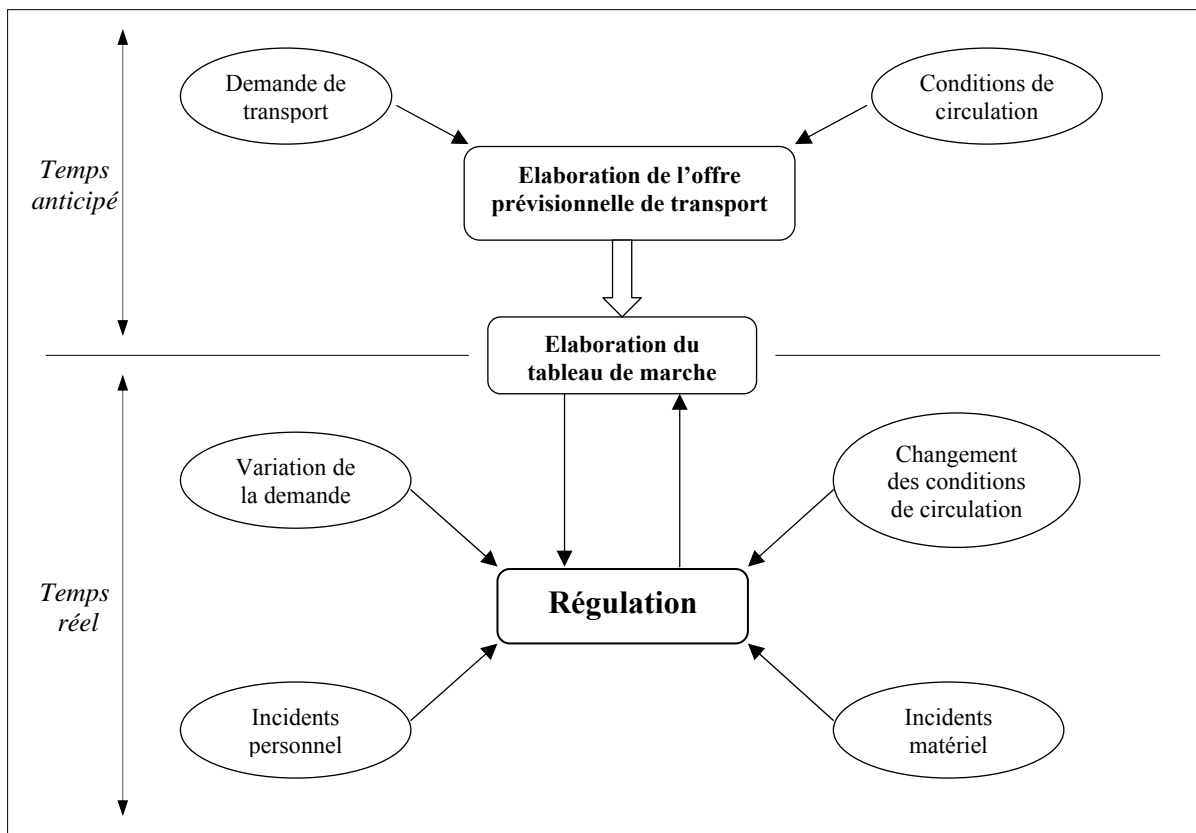 Demande de
transport
Conditions de
circulation
Temps
anticipé
Elaboration de l’offre
prévisionnelle de transport
Elaboration du
tableau de marche
Variation de
la demande
Changement
des conditions
de circulation
Temps
réel
Régulation
Incidents
personnel
Incidents
matériel